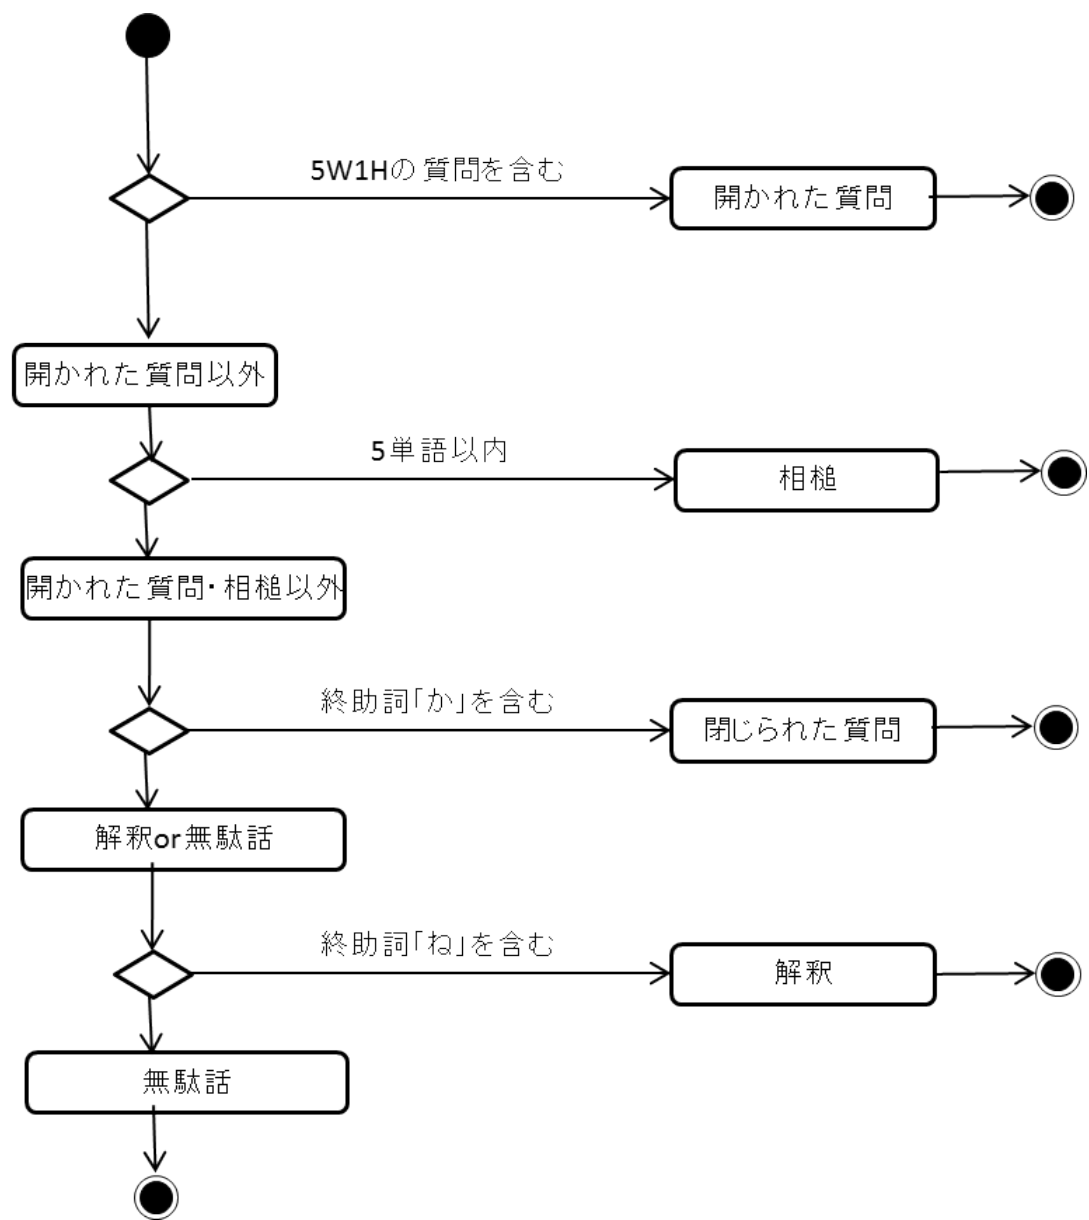 5W1Hの質問を含む
開かれた質問
開かれた質問以外
5単語以内
相槌
開かれた質問・相槌以外
終助詞「か」を含む
閉じられた質問
解釈or無駄話
終助詞「ね」を含む
解釈
無駄話